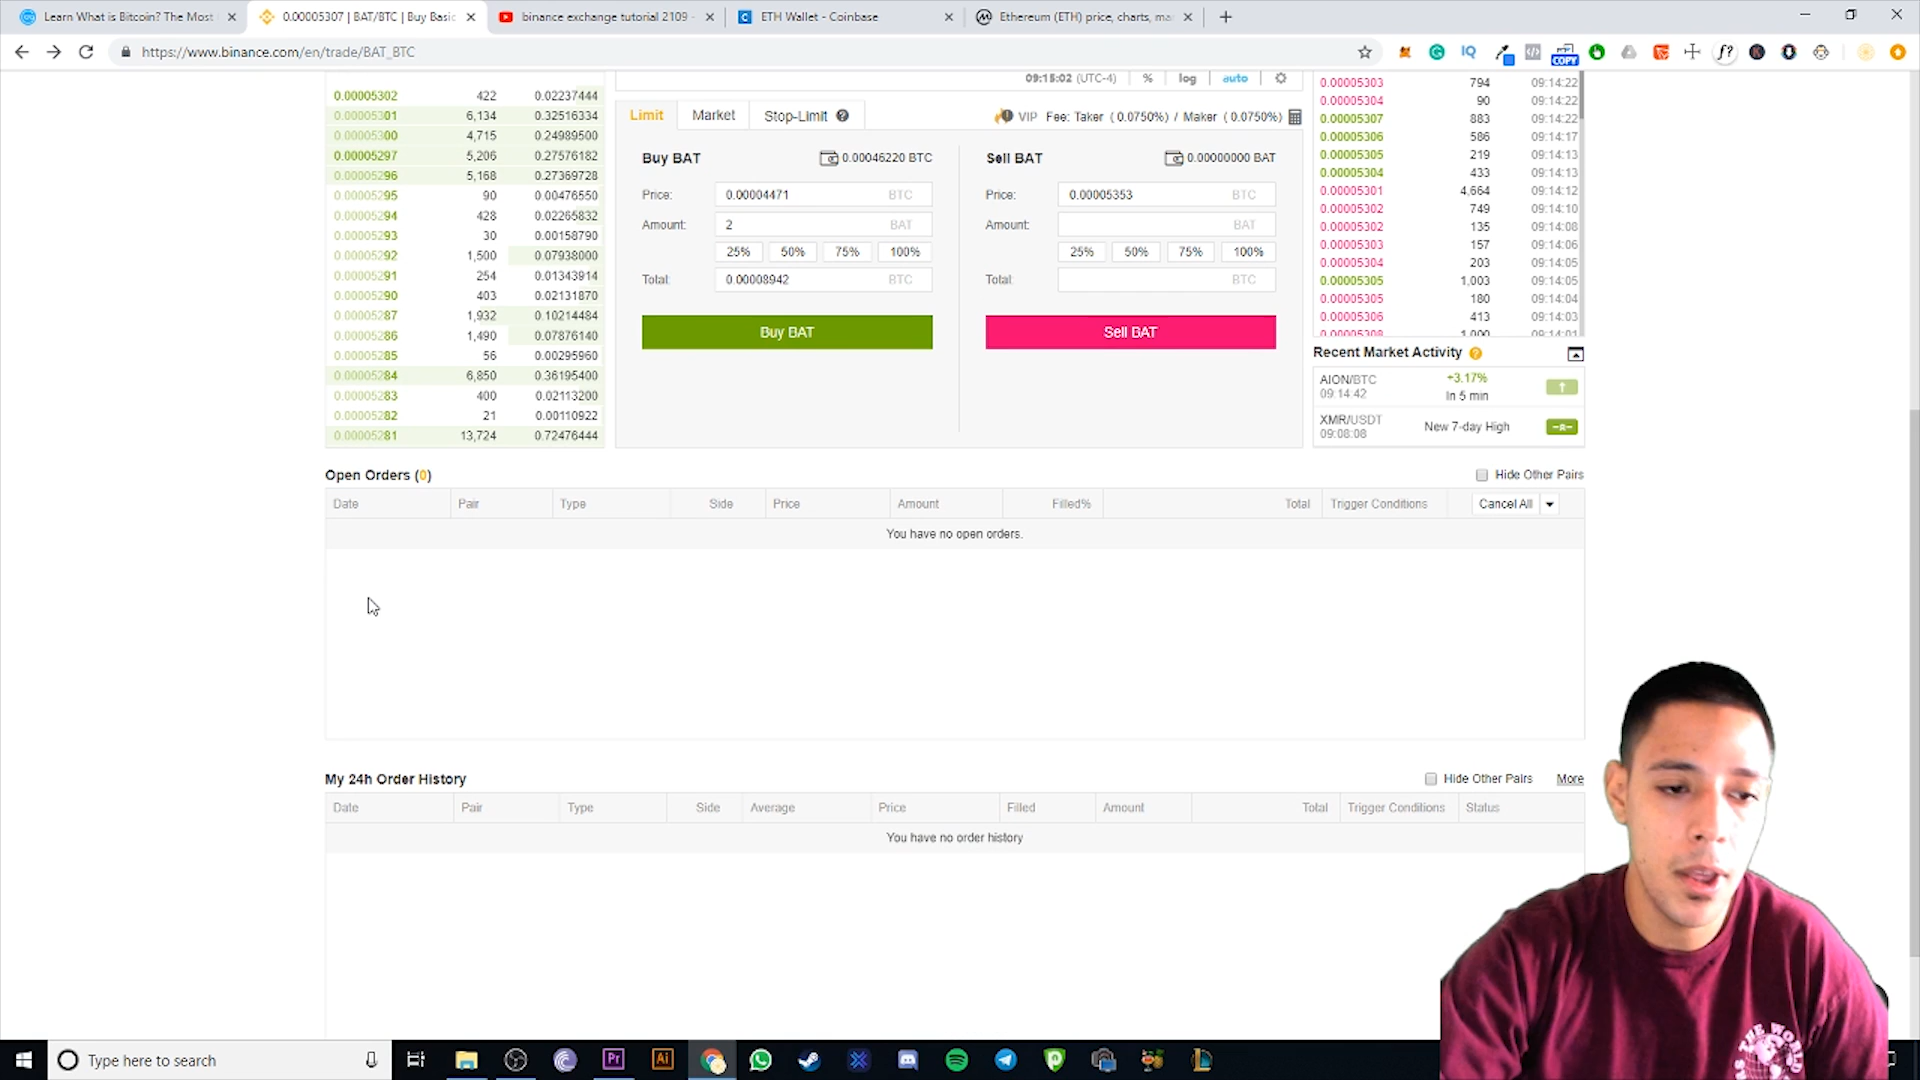 Learn What is Bitcoin? The Most
0.00005307 | BAT/BTC | Buy Basic
binance exchange tutorial 2109 -
ETH Wallet - Coinbase
Ethereum (ETH) price, charts, ma
https://www.binance.com/en/trade/BAT_BTC
IQ
COPY
f?
0.00005302 422 0.02237444
0.00005301 6,134 0.32516334
0.00005300 4,715 0.24989500
0.00005297 5,206 0.27576182
0.00005296 5,168 0.27369728
0.00005295 90 0.00476550
0.00005294 428 0.02265832
0.00005293 30 0.00158790
0.00005292 1,500 0.07938000
0.00005291 254 0.01343914
0.00005290 403 0.02131870
0.00005287 1,932 0.10214484
0.00005286 1,490 0.07876140
0.00005285 56 0.00295960
0.00005284 6,850 0.36195400
0.00005283 400 0.02113200
0.00005282 21 0.00110922
0.00005281 13,724 0.72476444
09:15:02 (UTC-4) % log auto
Limit Market Stop-Limit
VIP Fee: Taker ( 0.0750% ) / Maker ( 0.0750% )
Buy BAT 0.00046220 BTC
Price: 0.00004471 BTC
Amount: 2 BAT
25% 50% 75% 100%
Total: 0.00008942 BTC
Buy BAT
Sell BAT 0.00000000 BAT
Price: 0.00005353 BTC
Amount: BAT
25% 50% 75% 100%
Total: BTC
Sell BAT
0.00005303 794 09:14:22
0.00005304 90 09:14:22
0.00005307 883 09:14:22
0.00005306 586 09:14:17
0.00005305 219 09:14:13
0.00005304 433 09:14:13
0.00005301 4,664 09:14:12
0.00005302 749 09:14:10
0.00005302 135 09:14:08
0.00005303 157 09:14:06
0.00005304 203 09:14:05
0.00005305 1,003 09:14:05
0.00005305 180 09:14:04
0.00005306 413 09:14:03
Recent Market Activity
AION/BTC +3.17%
09:14:42 In 5 min
XMR/USDT New 7-day High
09:08:08
Open Orders (0) Hide Other Pairs
Date Pair Type Side Price Amount Filled% Total Trigger Conditions Cancel All
You have no open orders.
My 24h Order History Hide Other Pairs More
Date Pair Type Side Average Price Filled Amount Total Trigger Conditions Status
You have no order history
Type here to search
Pr
Ai